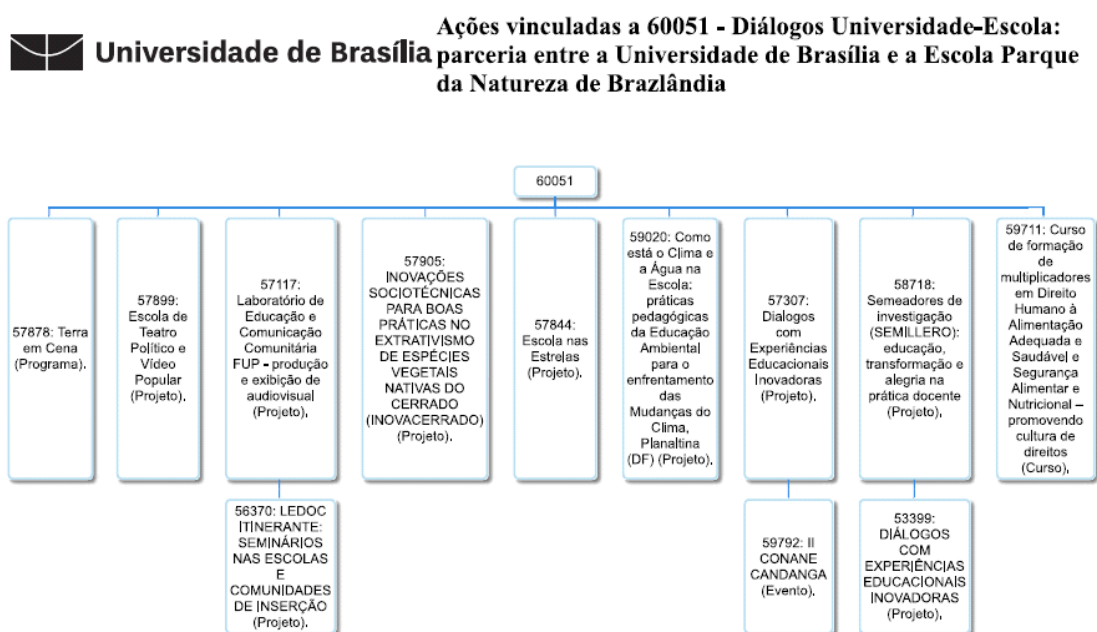 Universidade de Brasília
Ações vinculadas a 60051 - Diálogos Universidade-Escola:
parceria entre a Universidade de Brasília e a Escola Parque
da Natureza de Brazlândia
60051
57878: Terra
em Cena
(Programa).
57899:
Escola de
Teatro
Político e
Vídeo
Popular
(Projeto).
57117:
Laboratório de
Educação e
Comunicação
Comunitária
FUP - produção
e exibição de
audiovisual
(Projeto).
57905:
INOVAÇÕES
SOCIOTÉCNICAS
PARA BOAS
PRÁTICAS NO
EXTRATIVISMO
DE ESPÉCIES
VEGETAIS
NATIVAS DO
CERRADO
(INOVACERRADO)
(Projeto).
57844:
Escola nas
Estrelas
(Projeto).
59020: Como
está o Clima e
a Água na
Escola:
práticas
pedagógicas
da Educação
Ambiental
para o
enfrentamento
das
Mudanças do
Clima,
Planaltina
(DF) (Projeto).
57307:
Dialogos
com
Experiências
Educacionais
Inovadoras
(Projeto).
58718:
Semeadores de
investigação
(SEMILLERO):
educação,
transformação e
alegria na
prática docente
(Projeto).
59711: Curso
de formação
de
multiplicadores
em Direito
Humano à
Alimentação
Adequada e
Saudável e
Segurança
Alimentar e
Nutricional –
promovendo
cultura de
direitos
(Curso).
56370: LEDOC
ITINERANTE:
SEMINÁRIOS
NAS ESCOLAS
E
COMUNIDADES
DE INSERÇÃO
(Projeto).
59792: II
CONANE
CANDANGA
(Evento).
53399:
DIÁLOGOS
COM
EXPERIÊNCIAS
EDUCACIONAIS
INOVADORAS
(Projeto).